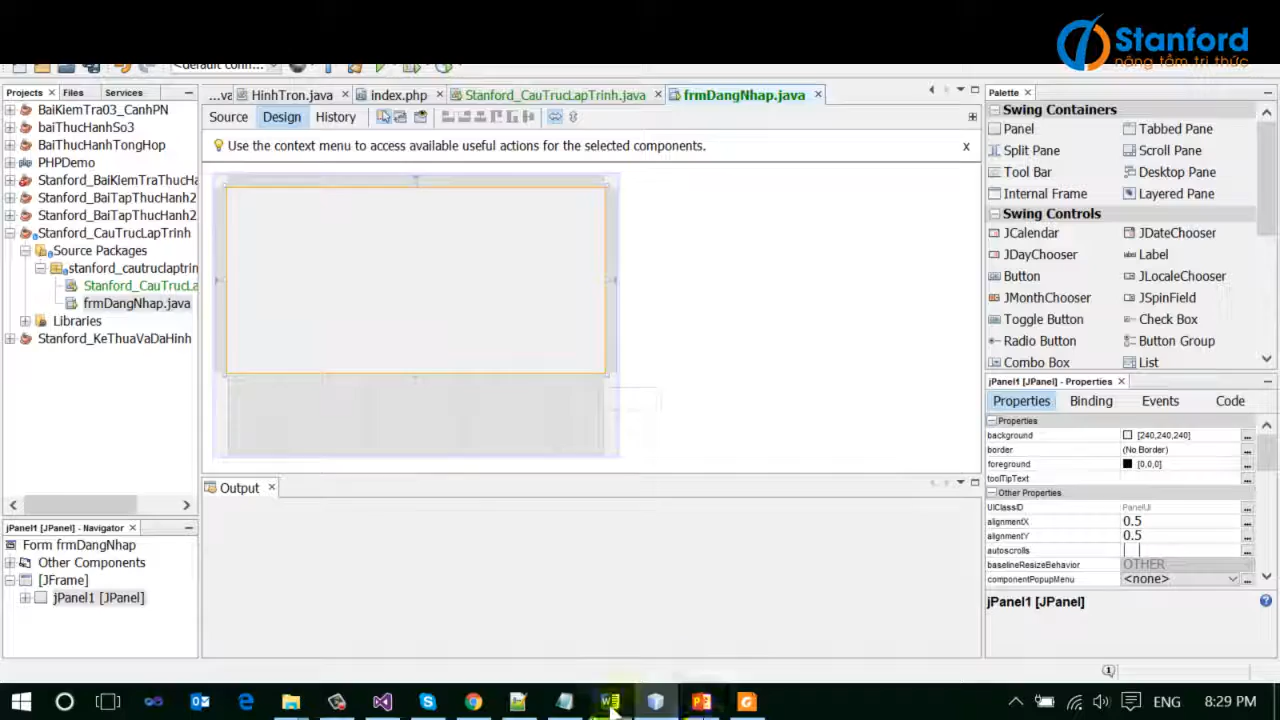 Stanford
nâng tầm tri thức
<default conn...
Projects
Files
Services
BaiKiemTra03_CanhPN
baiThucHanhSo3
BaiThucHanhTongHop
PHPDemo
Stanford_BaiKiemTraThucHa
Stanford_BaiTapThucHanh2
Stanford_BaiTapThucHanh2
Stanford_CauTrucLapTrinh
Source Packages
stanford_cautruclaptrin
Stanford_CauTrucLa
frmDangNhap.java
Libraries
Stanford_KeThuaVaDaHinh
...va
HinhTron.java
index.php
Stanford_CauTrucLapTrinh.java
frmDangNhap.java
Source
Design
History
Use the context menu to access available useful actions for the selected components.
x
Palette
Swing Containers
Panel
Tabbed Pane
Split Pane
Scroll Pane
Tool Bar
Desktop Pane
Internal Frame
Layered Pane
Swing Controls
JCalendar
JDateChooser
JDayChooser
Label
Button
JLocaleChooser
JMonthChooser
JSpinField
Toggle Button
Check Box
Radio Button
Button Group
Combo Box
List
jPanel1 [JPanel] - Properties
Properties
Binding
Events
Code
Properties
background
[240,240,240]
border
(No Border)
foreground
[0,0,0]
toolTipText
Other Properties
UIClassID
PanelUI
alignmentX
0.5
alignmentY
0.5
autoscrolls
baselineResizeBehavior
OTHER
componentPopupMenu
<none>
jPanel1 [JPanel]
Output
jPanel1 [JPanel] - Navigator
Form frmDangNhap
Other Components
[JFrame]
jPanel1 [JPanel]
ENG
8:29 PM